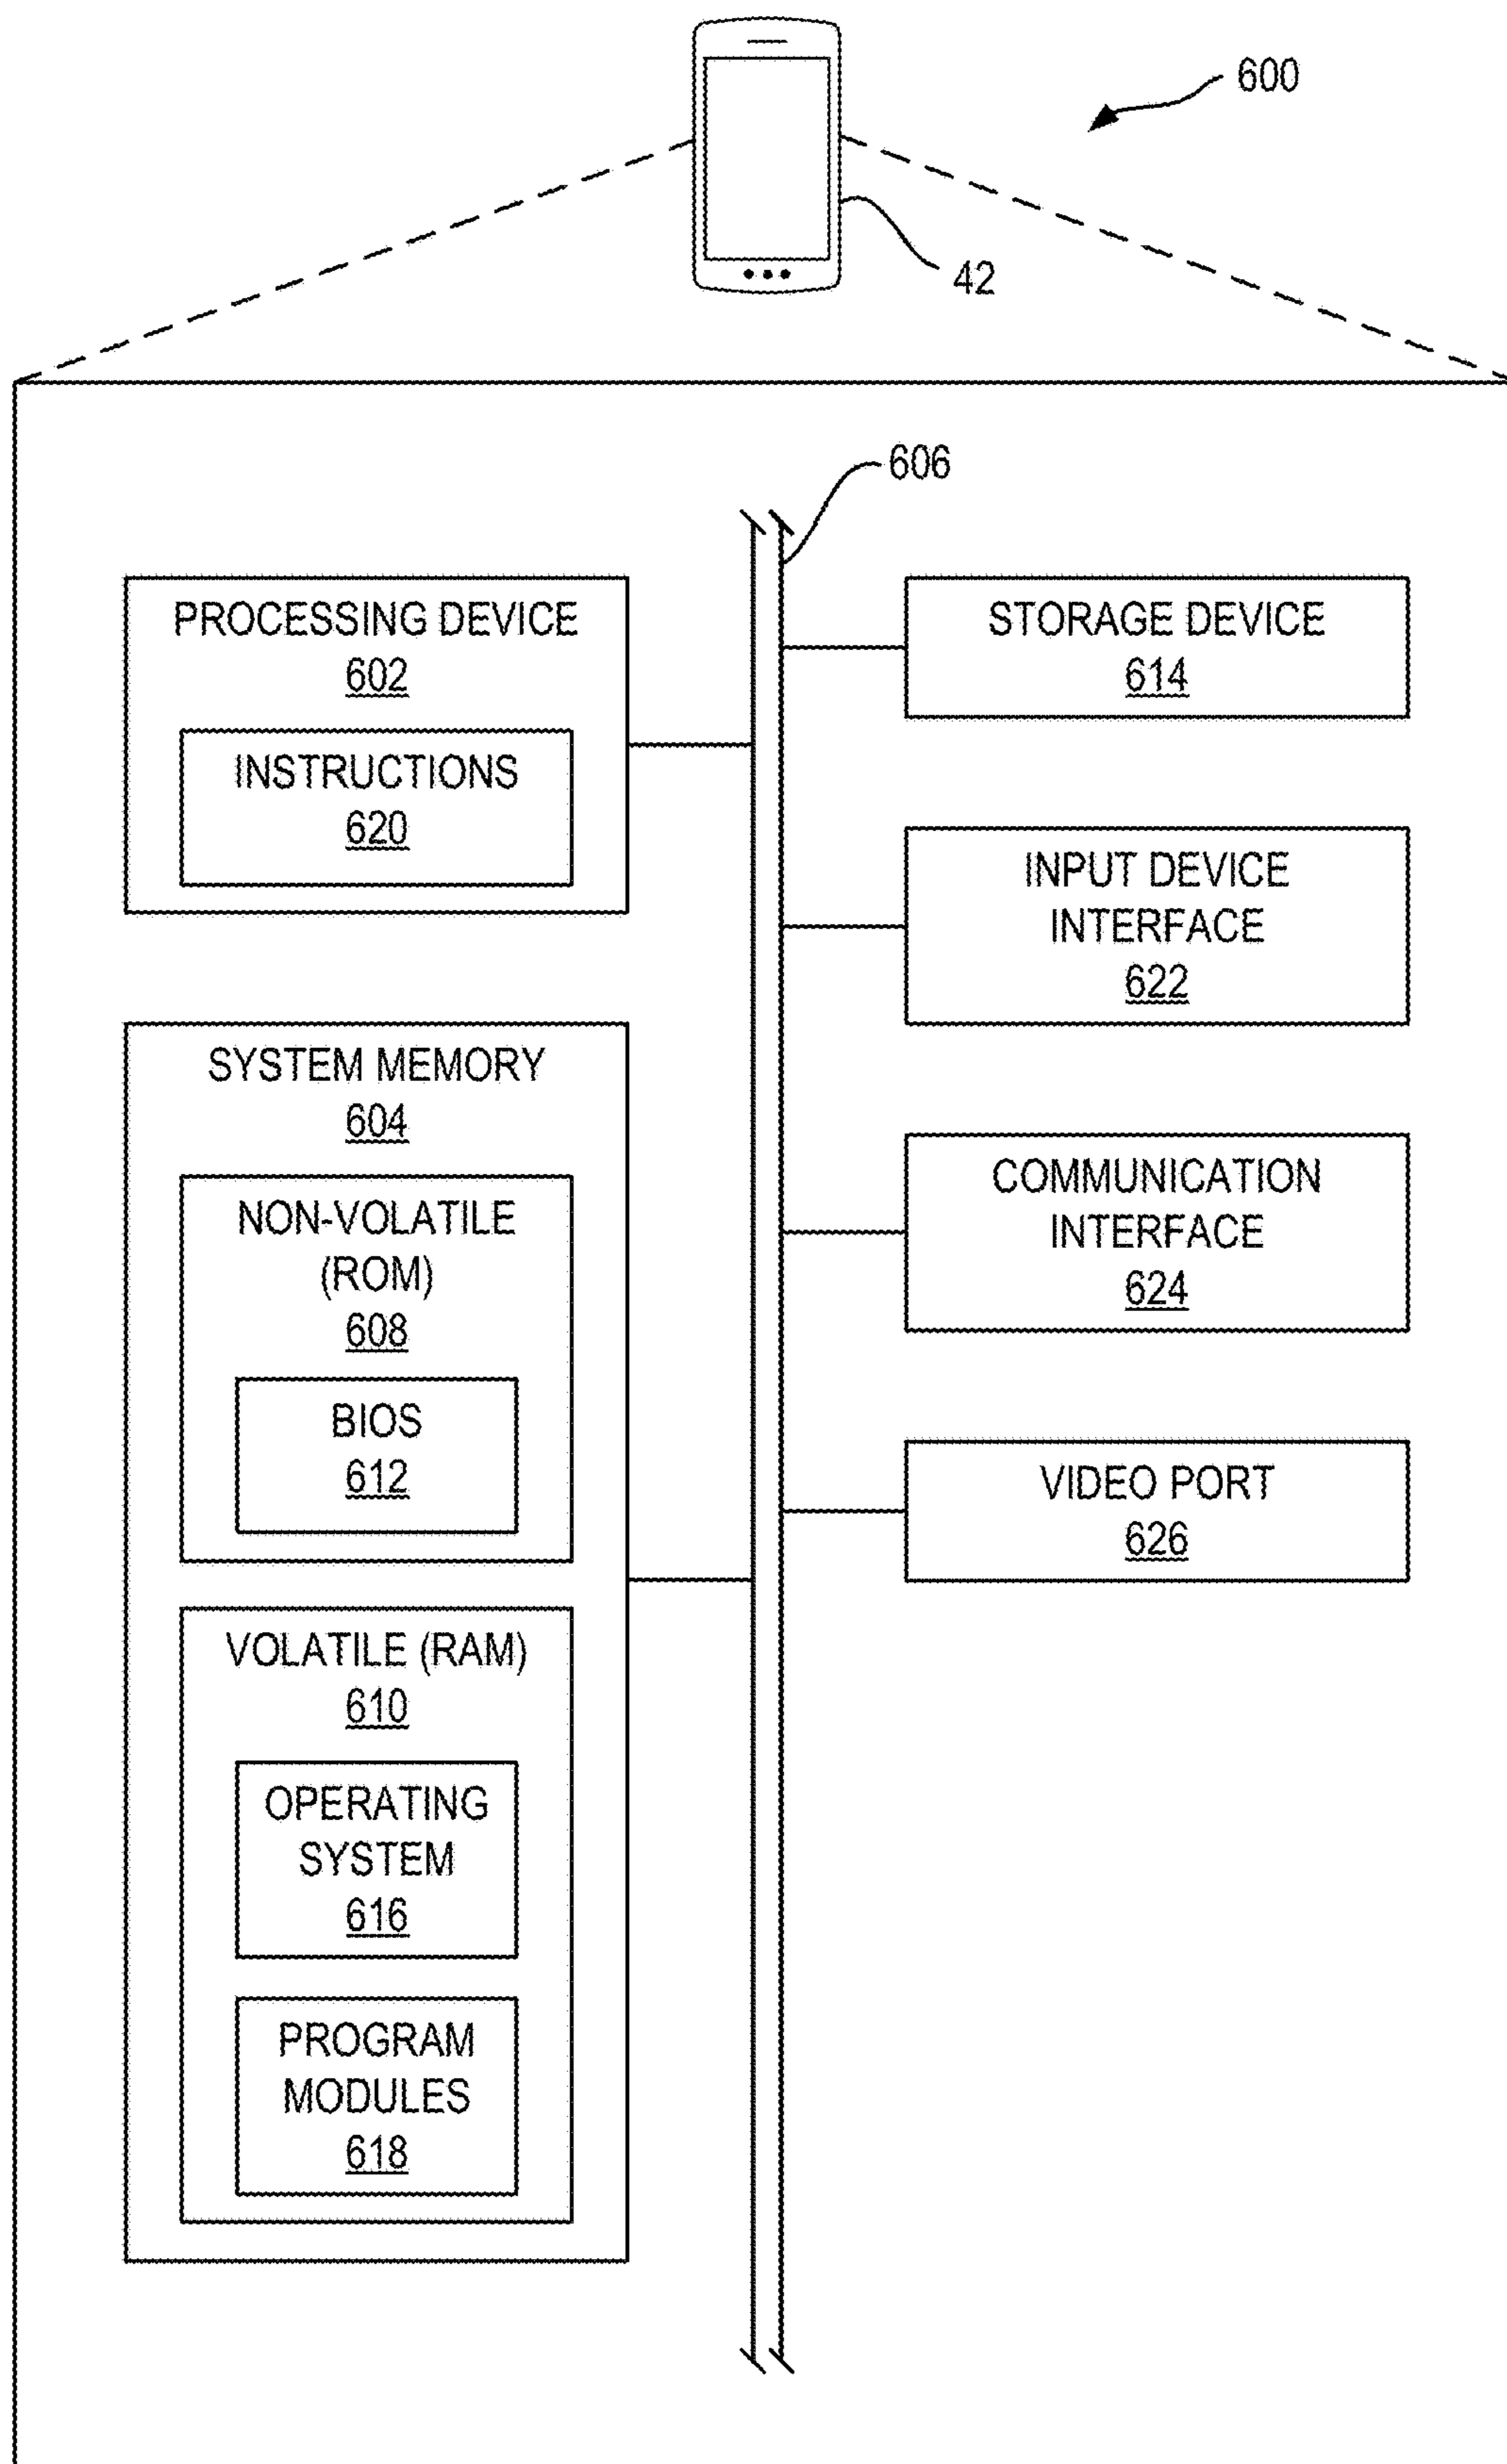 600
42
606
PROCESSING DEVICE
602
INSTRUCTIONS
620
SYSTEM MEMORY
604
NON-VOLATILE
(ROM)
608
BIOS
612
VOLATILE (RAM)
610
OPERATING
SYSTEM
616
PROGRAM
MODULES
618
STORAGE DEVICE
614
INPUT DEVICE
INTERFACE
622
COMMUNICATION
INTERFACE
624
VIDEO PORT
626